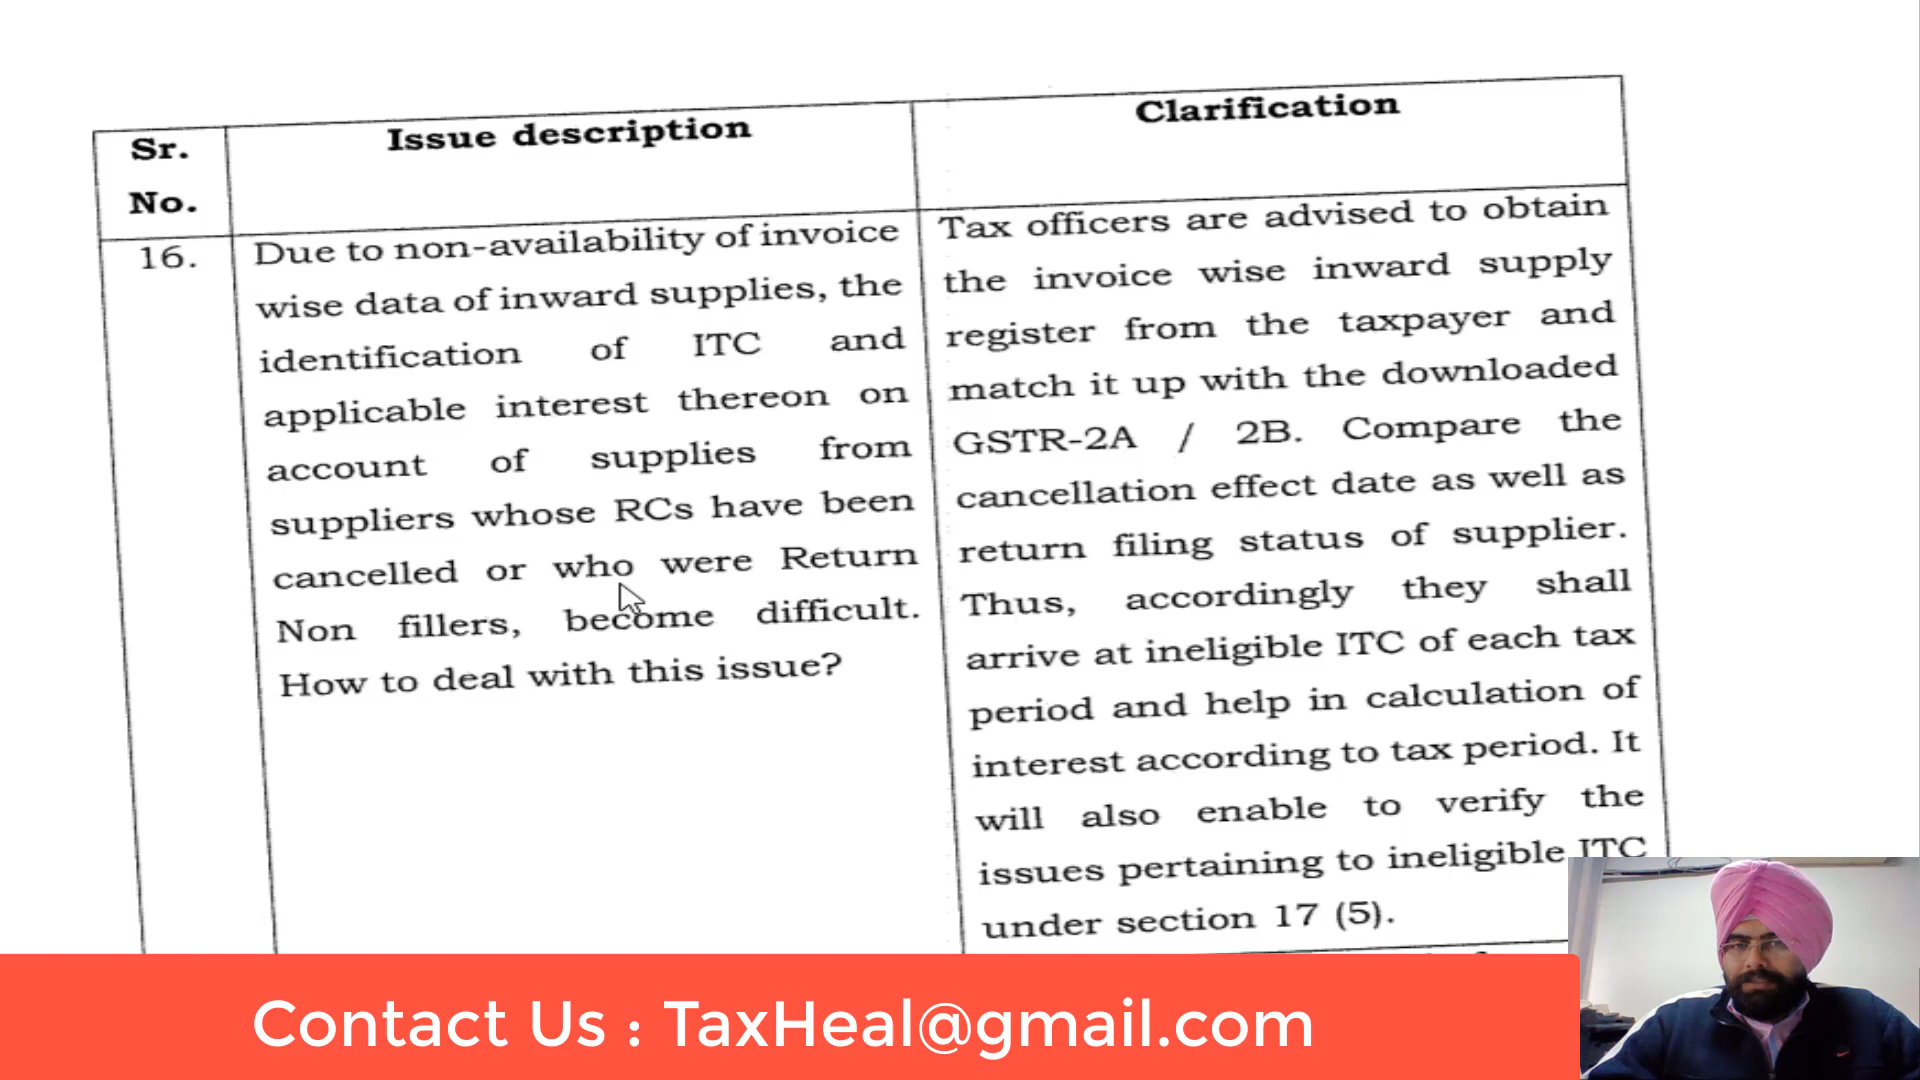 Sr.
No.
Issue description
Clarification
16.
Due to non-availability of invoice
wise data of inward supplies, the
identification of ITC and
applicable interest thereon on
account of supplies from
suppliers whose RCs have been
cancelled or who were Return
Non fillers, become difficult.
How to deal with this issue?
Tax officers are advised to obtain
the invoice wise inward supply
register from the taxpayer and
match it up with the downloaded
GSTR-2A / 2B. Compare the
cancellation effect date as well as
return filing status of supplier.
Thus, accordingly they shall
arrive at ineligible ITC of each tax
period and help in calculation of
interest according to tax period. It
will also enable to verify the
issues pertaining to ineligible ITC
under section 17 (5).
Contact Us : TaxHeal@gmail.com